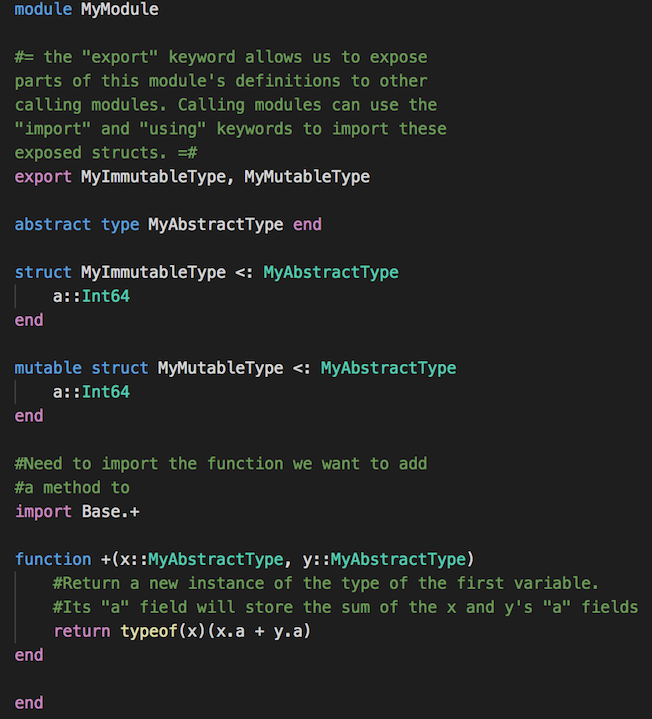 module MyModule
#= the "export" keyword allows us to expose
parts of this module's definitions to other
calling modules. Calling modules can use the
"import" and "using" keywords to import these
exposed structs. =#
export MyImmutableType, MyMutableType
abstract type MyAbstractType end
struct MyImmutableType <: MyAbstractType
    a::Int64
end
mutable struct MyMutableType <: MyAbstractType
    a::Int64
end
#Need to import the function we want to add
#a method to
import Base.+
function +(x::MyAbstractType, y::MyAbstractType)
    #Return a new instance of the type of the first variable.
    #Its "a" field will store the sum of the x and y's "a" fields
    return typeof(x)(x.a + y.a)
end
end